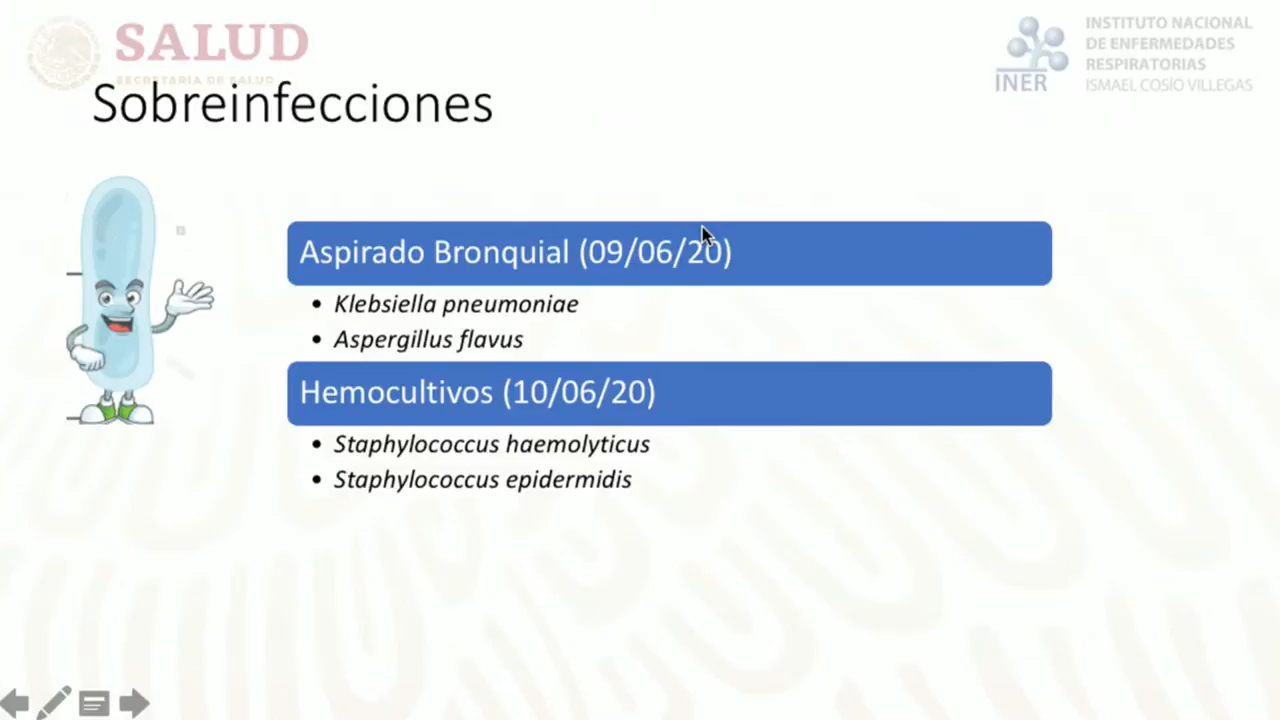 SALUD
SECRETARÍA DE SALUD
INER
INSTITUTO NACIONAL
DE ENFERMEDADES
RESPIRATORIAS
ISMAEL COSÍO VILLEGAS
Sobreinfecciones
Aspirado Bronquial (09/06/20)
• Klebsiella pneumoniae
• Aspergillus flavus
Hemocultivos (10/06/20)
• Staphylococcus haemolyticus
• Staphylococcus epidermidis